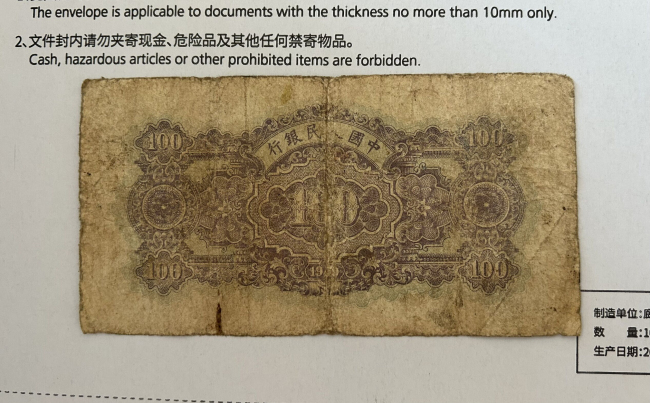 The envelope is applicable to documents with the thickness no more than 10mm only.
2、文件封内请勿夹寄现金、危险品及其他任何禁寄物品。
Cash, hazardous articles or other prohibited items are forbidden.
100 100
行銀民 國中
100
100 100
制造单位:
数 量:1
生产日期:2